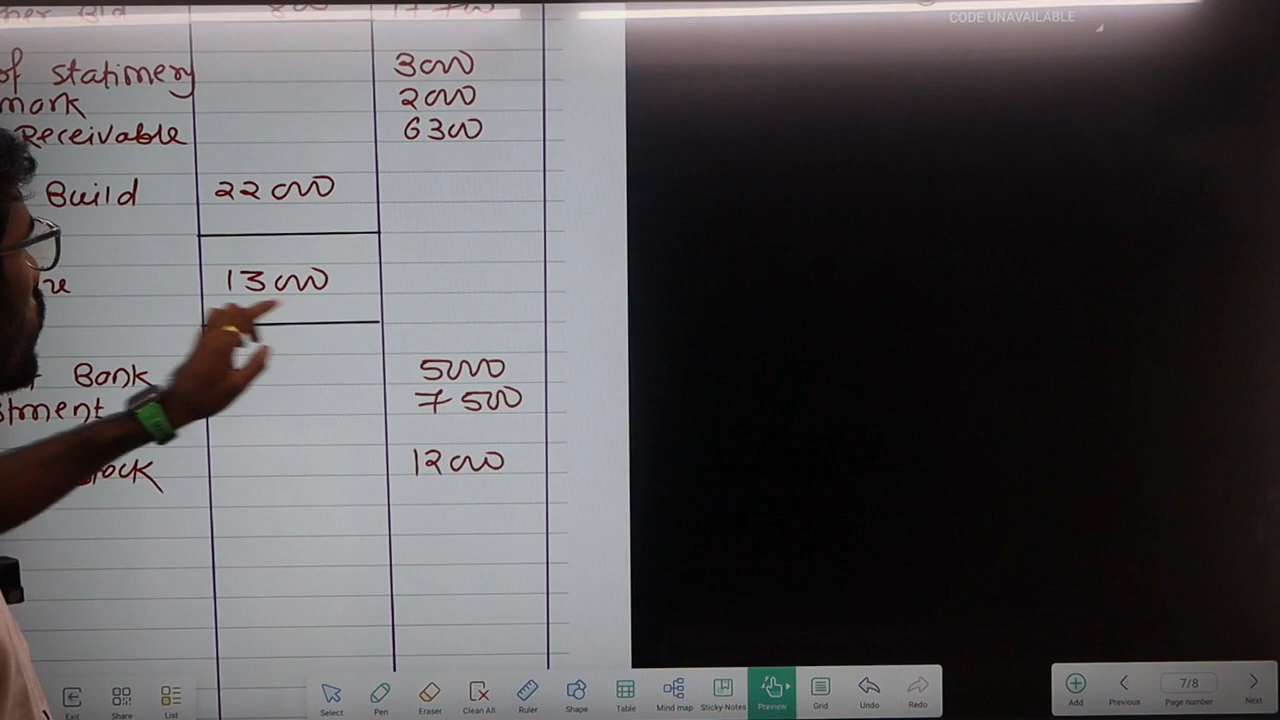 CODE UNAVAILABLE
of stationery 3000
mark 2000
Receivable 6300
Build 22000
13000
Bank 5000
stment 7500
ock 12000
Exit Share List Select Pen Eraser Clean All Ruler Shape Table Mind map Sticky-Notes Preview Grid Undo Redo Add Previous 7/8 Page number Next